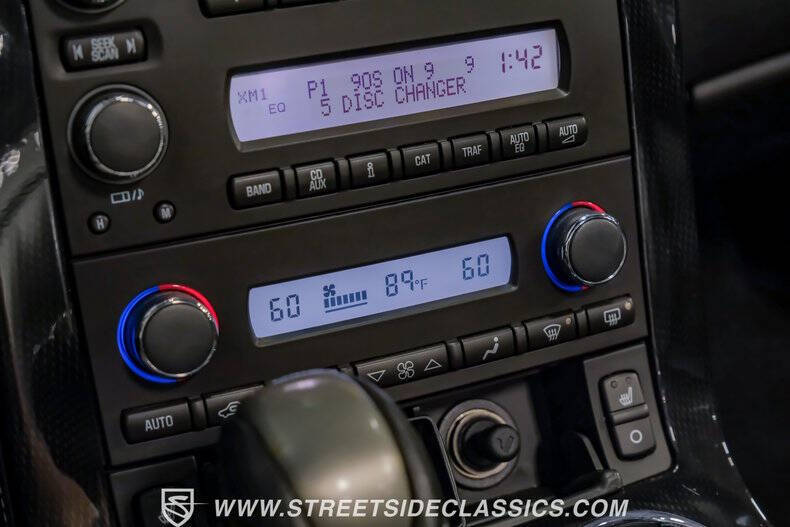 SEEK
SCAN
XM1 P1 90S ON 9 9 1:42
EQ 5 DISC CHANGER
BAND CD AUX i CAT TRAF AUTO EQ AUTO
H M
60 89°F 60
AUTO
WWW.STREETSIDECLASSICS.COM